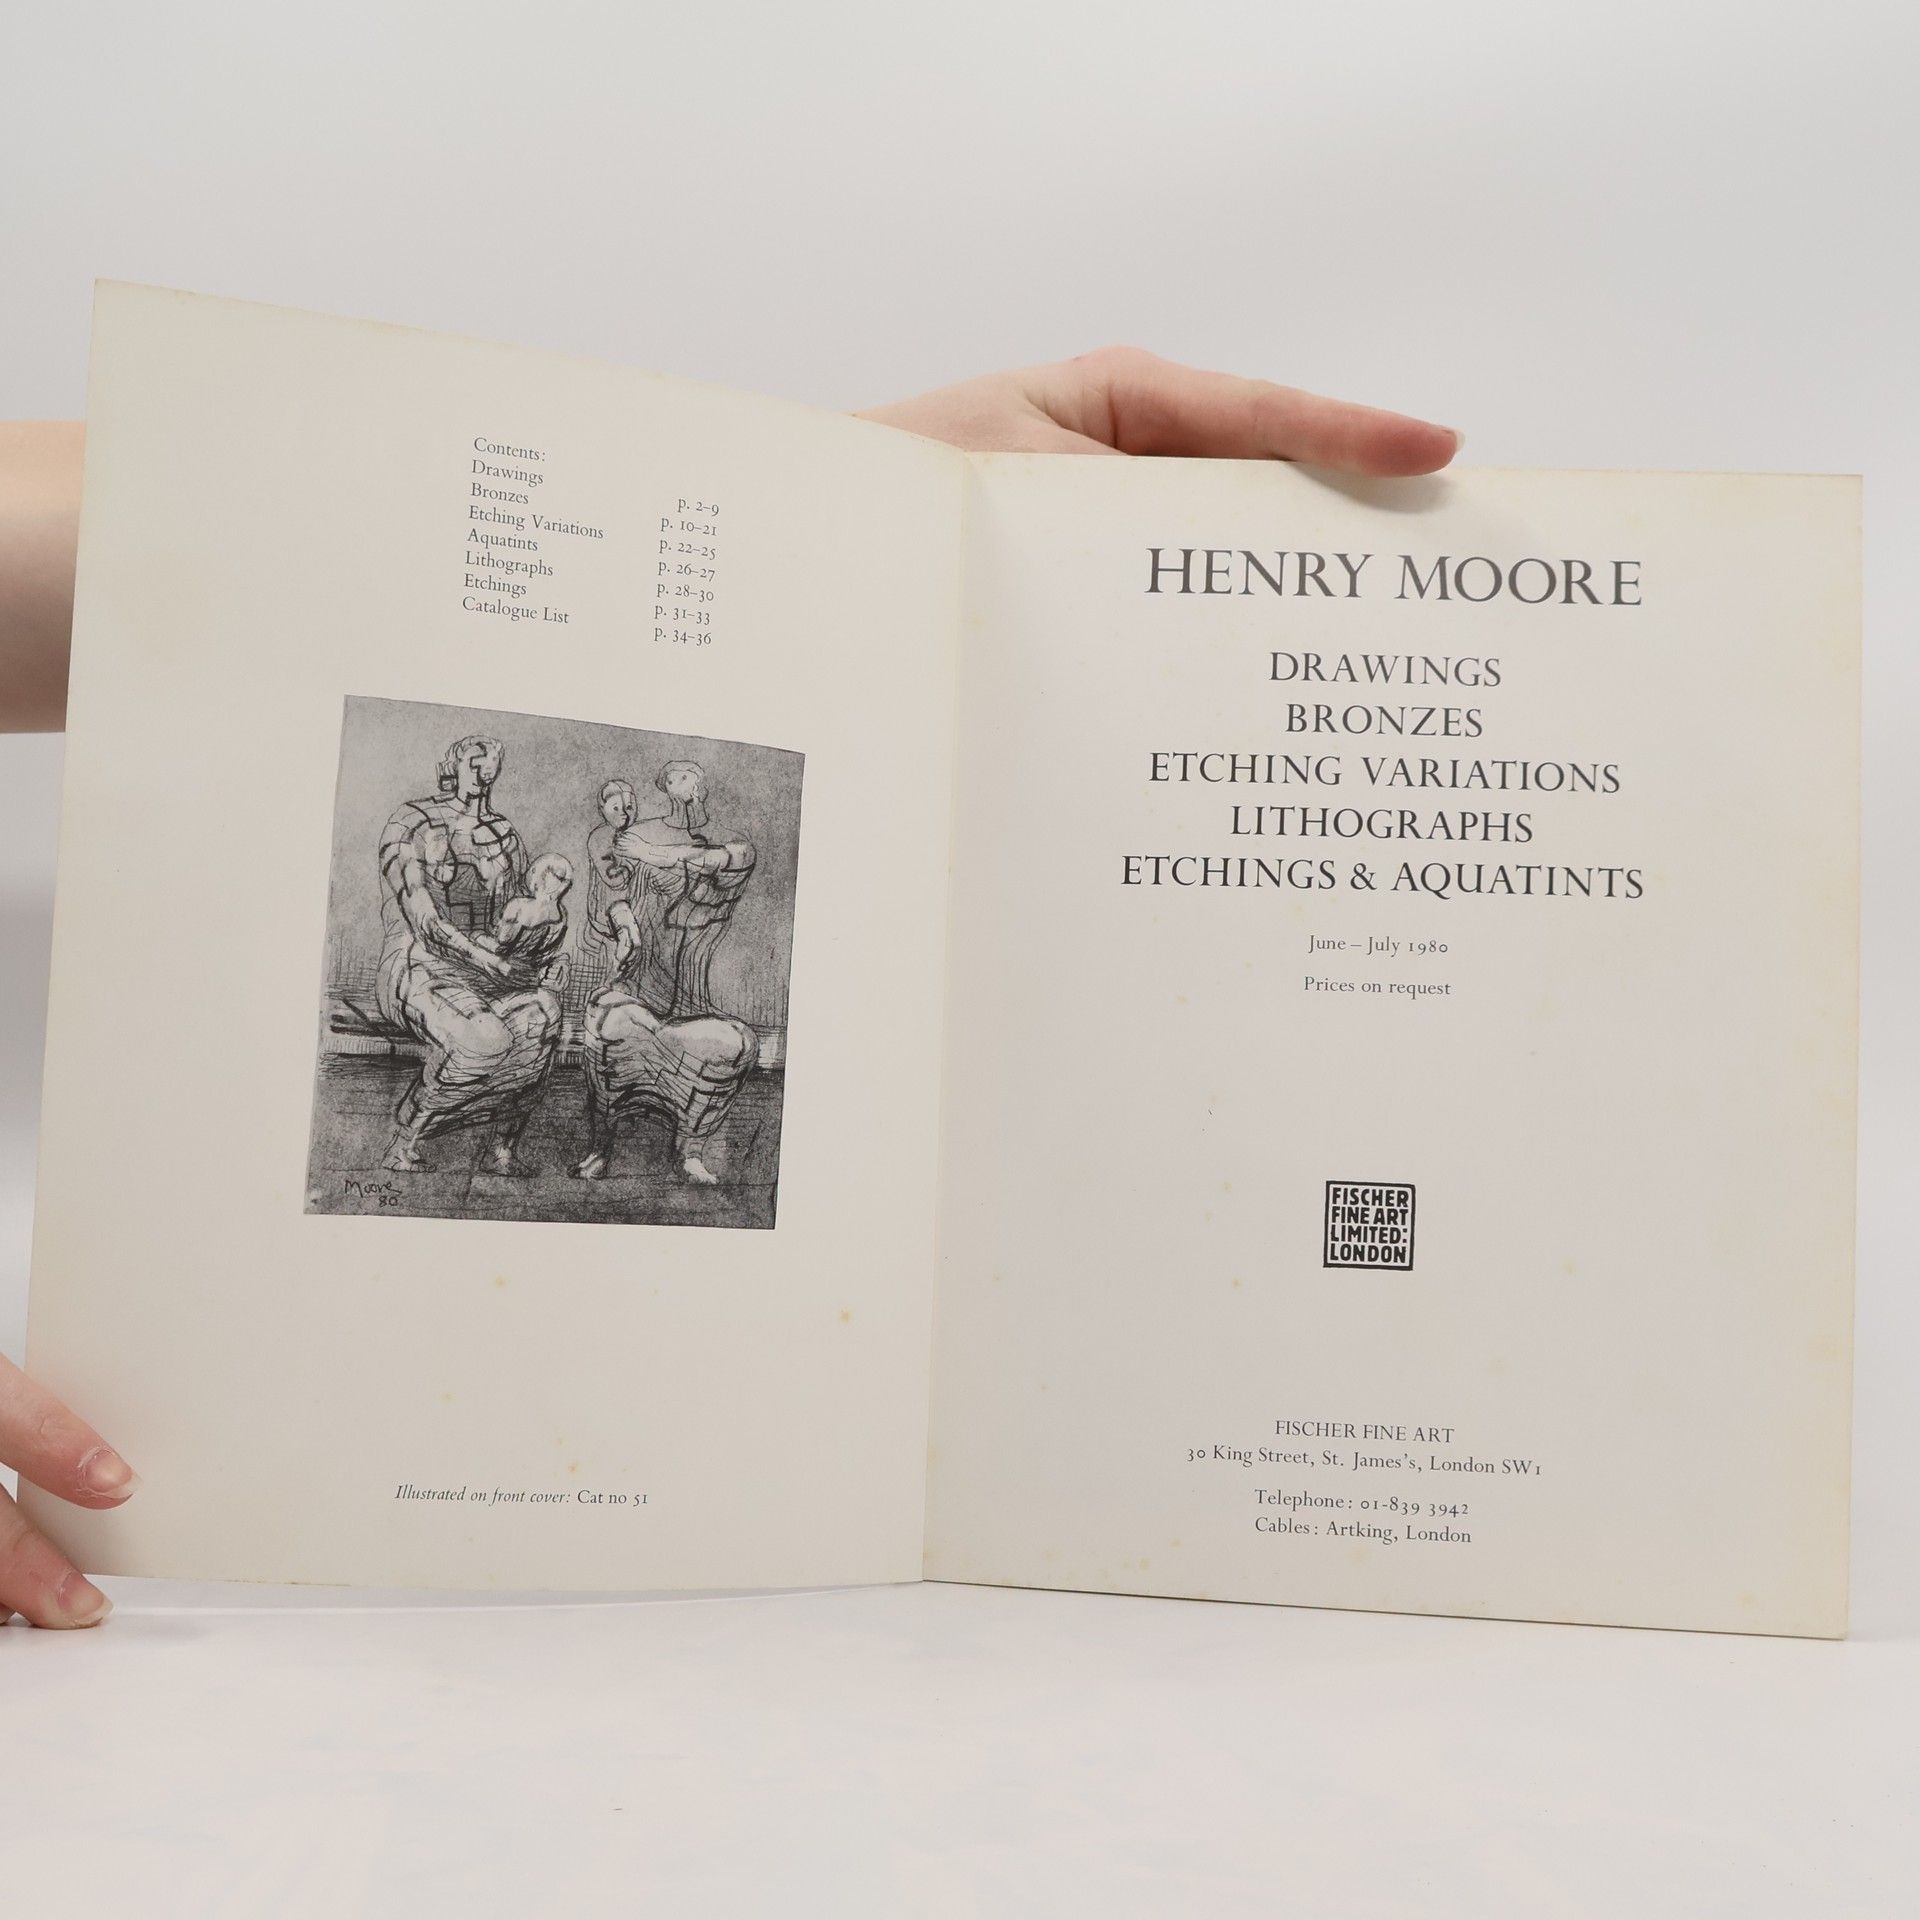 Contents:
Drawings p. 2–9
Bronzes p. 10–21
Etching Variations p. 22–25
Aquatints p. 26–27
Lithographs p. 28–30
Etchings p. 31–33
Catalogue List p. 34–36
Moore
80
Illustrated on front cover: Cat no 51
HENRY MOORE
DRAWINGS
BRONZES
ETCHING VARIATIONS
LITHOGRAPHS
ETCHINGS & AQUATINTS
June – July 1980
Prices on request
FISCHER
FINE ART
LIMITED:
LONDON
FISCHER FINE ART
30 King Street, St. James's, London SW1
Telephone: 01-839 3942
Cables: Artking, London